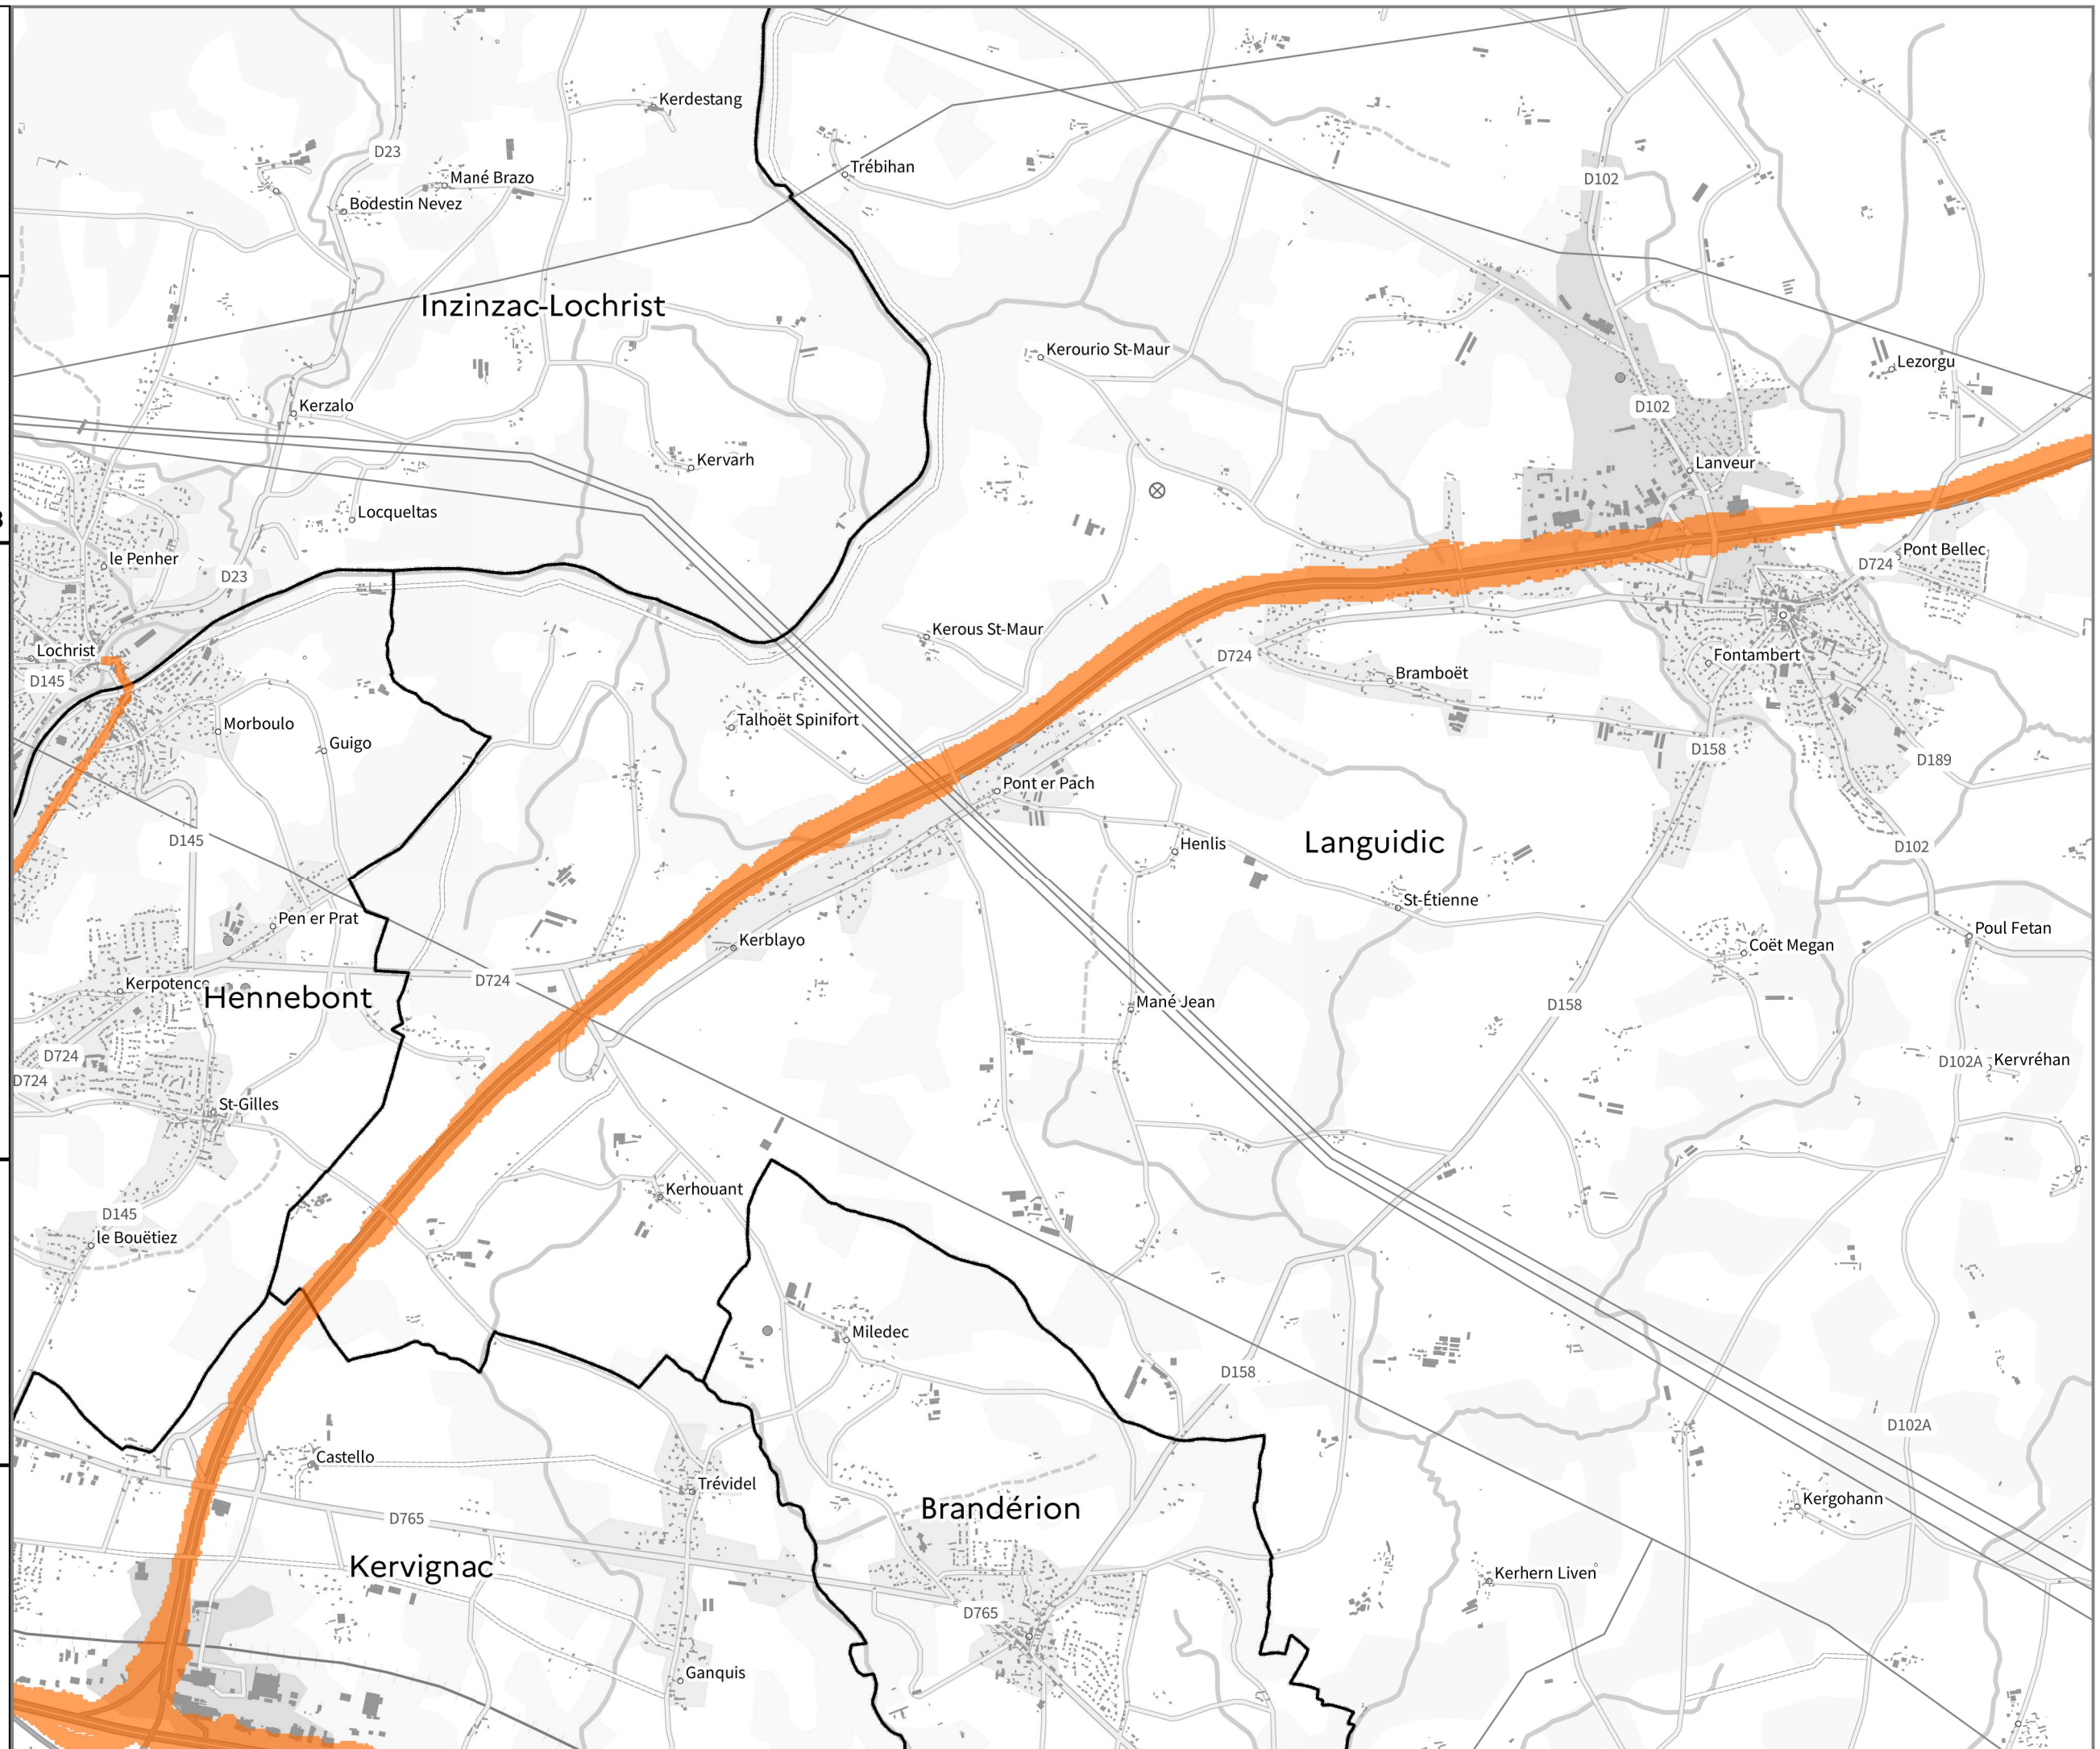 Kerdestang
D23
Trébihan
Mané Brazo
D102
Bodestin Nevez
Inzinzac-Lochrist
Kerourio St-Maur
Lezorgu
Kerzalo
D102
Kervarh
Lanveur
Locqueltas
le Penher
Pont Bellec
D724
D23
Kerous St-Maur
Lochrist
D724
Fontambert
Bramboët
D145
Talhoët Spinifort
Morboulo
Guigo
D158
D189
Pont er Pach
D145
Henlis
Languidic
D102
St-Étienne
Pen er Prat
Poul Fetan
Kerblayo
Coët Megan
D724
Kerpotence
Hennebont
Mané Jean
D158
D724
D102A
Kervréhan
D724
St-Gilles
Kerhouant
D145
le Bouëtiez
Miledec
D158
D102A
Castello
Trévidel
Kergohann
Brandérion
D765
Kervignac
Kerhern Liven
D765
Ganquis